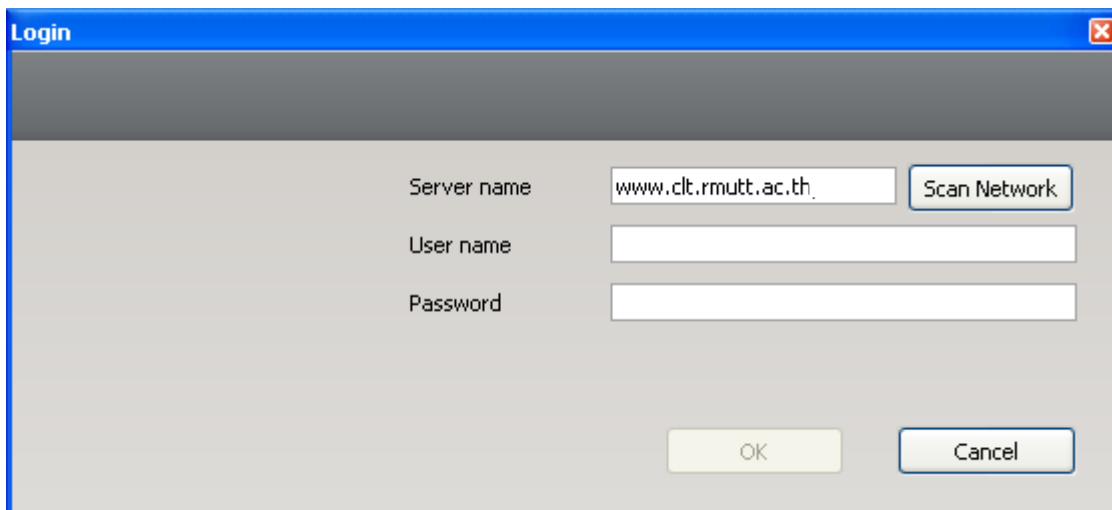 Login
Server name www.clt.rmutt.ac.th Scan Network
User name
Password
OK Cancel